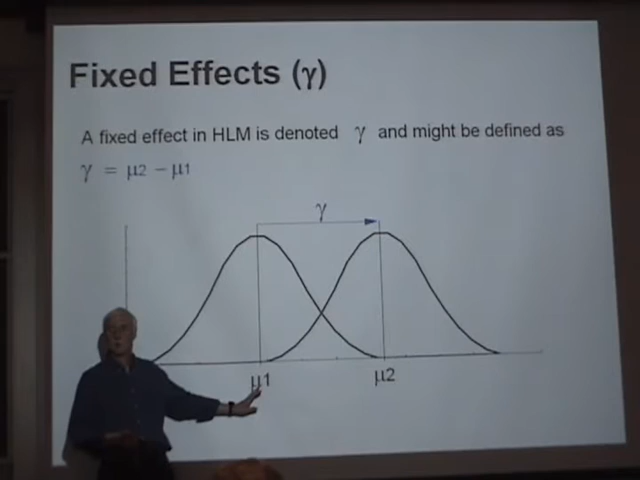 Fixed Effects (γ)
A fixed effect in HLM is denoted γ and might be defined as
γ = μ2 − μ1
γ
μ1 μ2